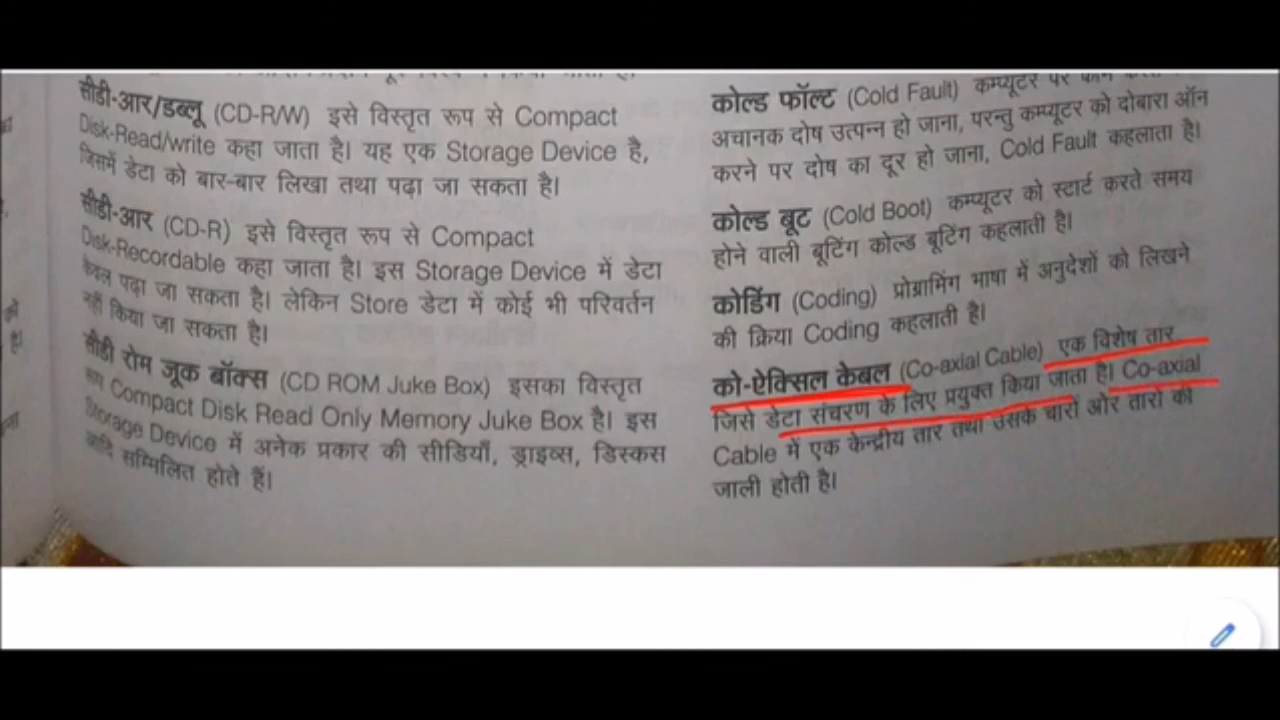 सीडी-आर/डब्लू (CD-R/W) इसे विस्तृत रूप से Compact
Disk-Read/write कहा जाता है। यह एक Storage Device है,
जिसमें डेटा को बार-बार लिखा तथा पढ़ा जा सकता है।
सीडी-आर (CD-R) इसे विस्तृत रूप से Compact
Disk-Recordable कहा जाता है। इस Storage Device में डेटा
केवल पढ़ा जा सकता है। लेकिन Store डेटा में कोई भी परिवर्तन
नहीं किया जा सकता है।
सीडी रोम जूक बॉक्स (CD ROM Juke Box) इसका विस्तृत
रूप Compact Disk Read Only Memory Juke Box है। इस
Storage Device में अनेक प्रकार की सीडियाँ, ड्राइव्स, डिस्कस
आदि सम्मिलित होते हैं।
कोल्ड फॉल्ट (Cold Fault) कम्प्यूटर पर काम करते
अचानक दोष उत्पन्न हो जाना, परन्तु कम्प्यूटर को दोबारा ऑन
करने पर दोष का दूर हो जाना, Cold Fault कहलाता है।
कोल्ड बूट (Cold Boot) कम्प्यूटर को स्टार्ट करते समय
होने वाली बूटिंग कोल्ड बूटिंग कहलाती है।
कोडिंग (Coding) प्रोग्रामिंग भाषा में अनुदेशों को लिखने
की क्रिया Coding कहलाती है।
को-ऐक्सिल केबल (Co-axial Cable) एक विशेष तार
जिसे डेटा संचरण के लिए प्रयुक्त किया जाता है। Co-axial
Cable में एक केन्द्रीय तार तथा उसके चारों ओर तारों की
जाली होती है।